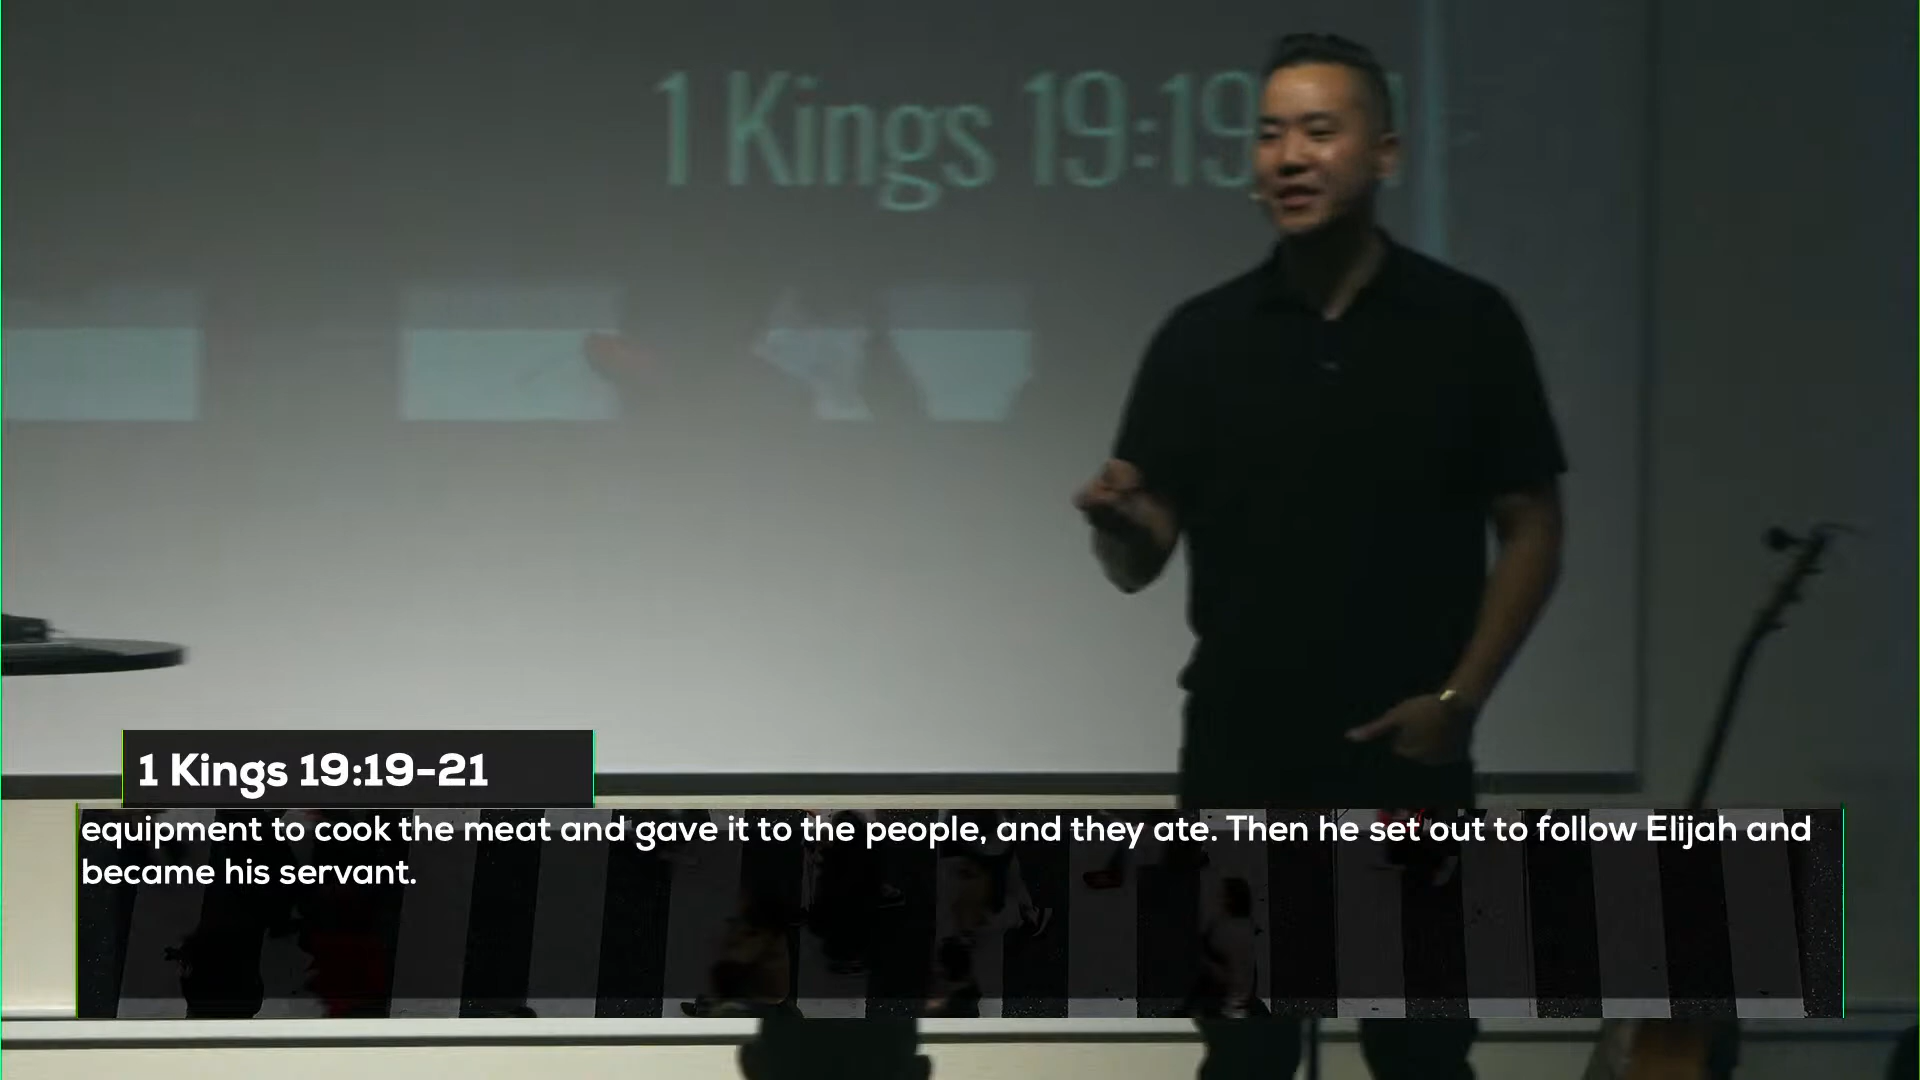 1 Kings 19:19
1 Kings 19:19-21
equipment to cook the meat and gave it to the people, and they ate. Then he set out to follow Elijah and
became his servant.